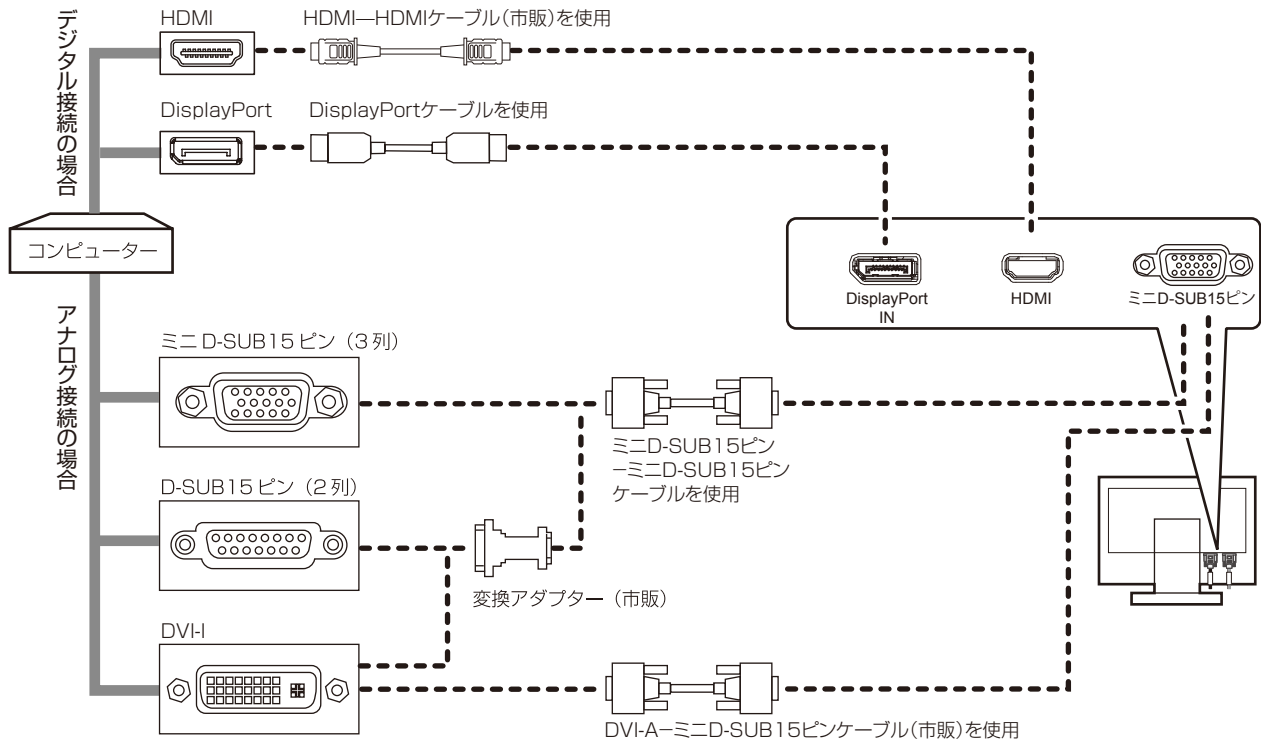 デジタル接続の場合
HDMI
HDMI―HDMIケーブル(市販)を使用
DisplayPort
DisplayPortケーブルを使用
コンピューター
DisplayPort
IN
HDMI
ミニD-SUB15ピン
アナログ接続の場合
ミニ D-SUB15 ピン (3 列)
ミニD-SUB15ピン
−ミニD-SUB15ピン
ケーブルを使用
D-SUB15 ピン (2 列)
変換アダプター (市販)
DVI-I
DVI-A−ミニD-SUB15ピンケーブル(市販)を使用